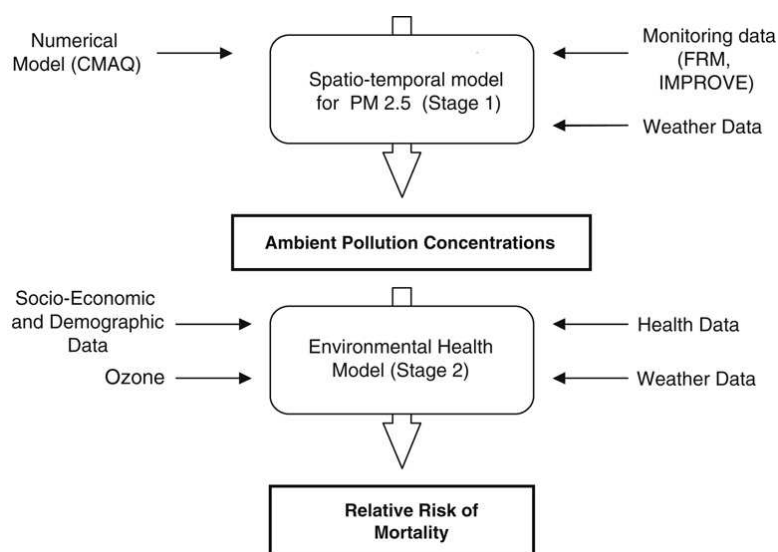 Numerical
Model (CMAQ)
Spatio-temporal model
for PM 2.5 (Stage 1)
Monitoring data
(FRM,
IMPROVE)
Weather Data
Ambient Pollution Concentrations
Socio-Economic
and Demographic
Data
Ozone
Environmental Health
Model (Stage 2)
Health Data
Weather Data
Relative Risk of
Mortality